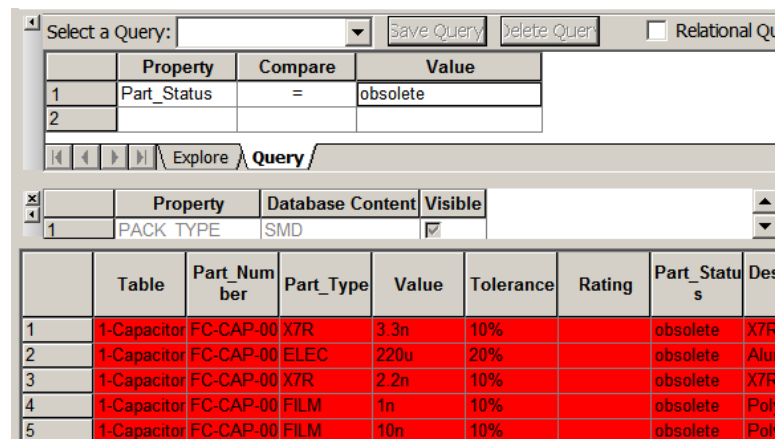 Select a Query: Save Query Delete Query Relational Qu
Property Compare Value
1 Part_Status = obsolete
2
Explore Query
Property Database Content Visible
1 PACK_TYPE SMD
Table Part_Number Part_Type Value Tolerance Rating Part_Status Des
1 1-Capacitor FC-CAP-00 X7R 3.3n 10% obsolete X7R
2 1-Capacitor FC-CAP-00 ELEC 220u 20% obsolete Alu
3 1-Capacitor FC-CAP-00 X7R 2.2n 10% obsolete X7R
4 1-Capacitor FC-CAP-00 FILM 1n 10% obsolete Pol
5 1-Capacitor FC-CAP-00 FILM 10n 10% obsolete Pol